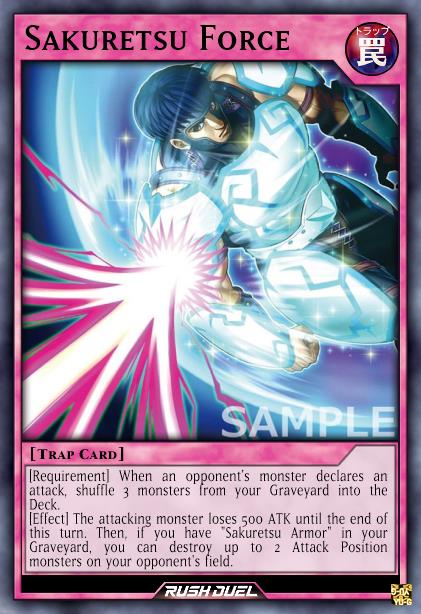 Sakuretsu Force
トラップ
罠
SAMPLE
[Trap Card]
[Requirement] When an opponent's monster declares an
attack, shuffle 3 monsters from your Graveyard into the
Deck.
[Effect] The attacking monster loses 500 ATK until the end of
this turn. Then, if you have "Sakuretsu Armor" in your
Graveyard, you can destroy up to 2 Attack Position
monsters on your opponent's field.
RUSH DUEL